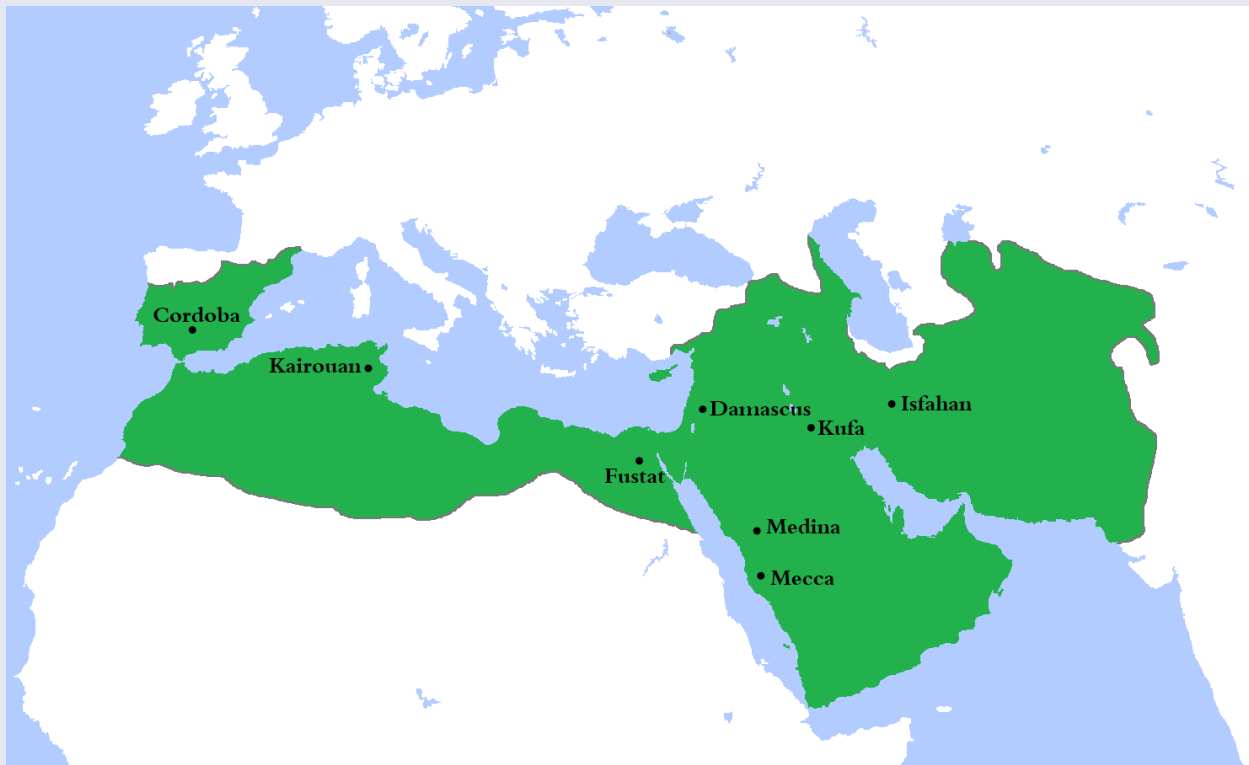 Cordoba
Kairouan
Damascus
Isfahan
Kufa
Fustat
Medina
Mecca